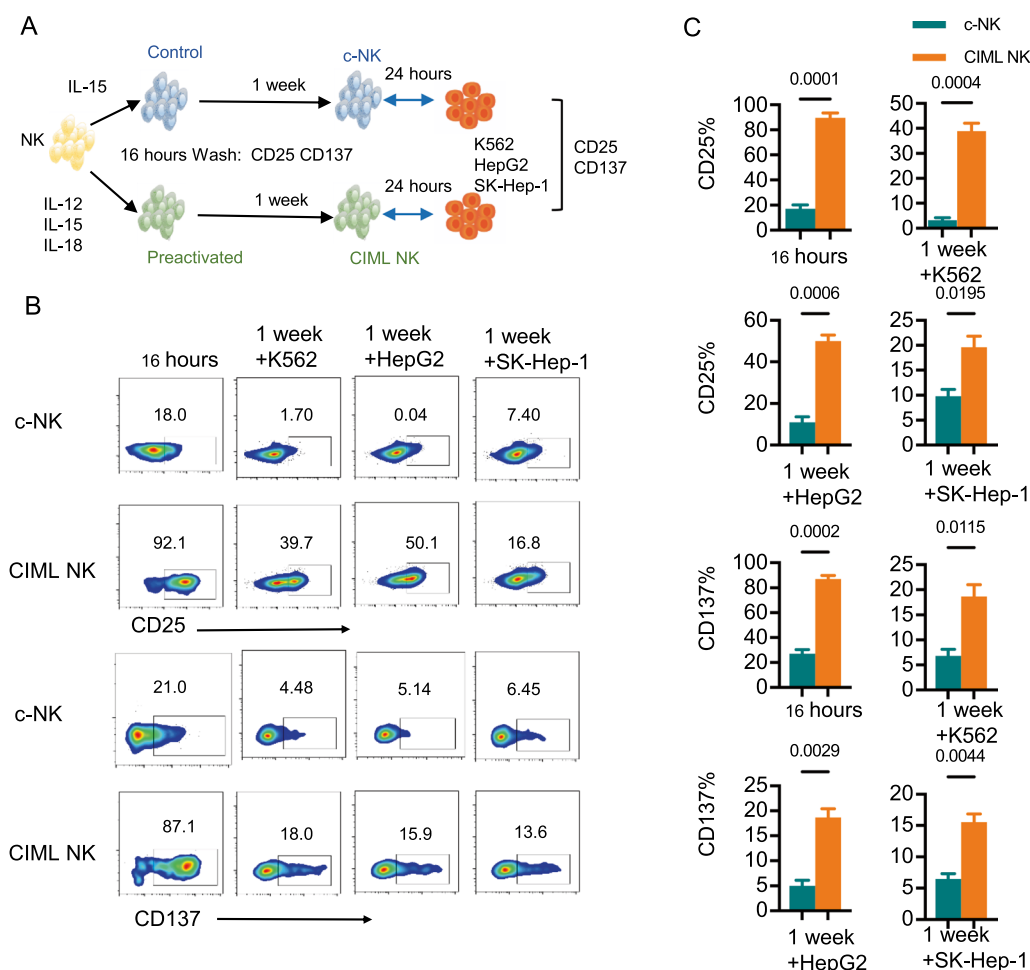 A
Control
c-NK
IL-15
1 week
24 hours
NK
16 hours Wash: CD25 CD137
K562
HepG2
SK-Hep-1
CD25
CD137
IL-12
IL-15
IL-18
1 week
24 hours
Preactivated
CIML NK
B
16 hours
1 week
+K562
1 week
+HepG2
1 week
+SK-Hep-1
c-NK
18.0
1.70
0.04
7.40
CIML NK
92.1
39.7
50.1
16.8
CD25
c-NK
21.0
4.48
5.14
6.45
CIML NK
87.1
18.0
15.9
13.6
CD137
C
c-NK
CIML NK
0.0001
CD25%
100
80
60
40
20
0
16 hours
0.0004
50
40
30
20
10
0
1 week
+K562
0.0006
CD25%
60
40
20
0
1 week
+HepG2
0.0195
25
20
15
10
5
0
1 week
+SK-Hep-1
0.0002
CD137%
100
80
60
40
20
0
16 hours
0.0115
25
20
15
10
5
0
1 week
+K562
0.0029
CD137%
25
20
15
10
5
0
1 week
+HepG2
0.0044
20
15
10
5
0
1 week
+SK-Hep-1